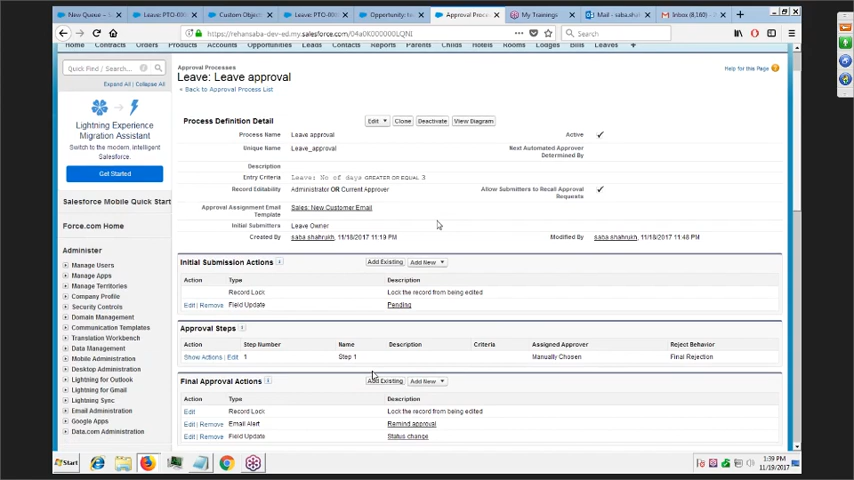 New Queue ~ Sale
Leave: PTO-000
Custom Objec
Leave: PTO-000
Opportunity: te
Approval Proces
My Trainings
Mail - saba.shah
Inbox (8,160)
https://rehansaba-dev-ed.my.salesforce.com/04a0K000000LQNI
Search
Home Contracts Orders Products Accounts Opportunities Leads Contacts Reports Parents Childs Hotels Rooms Bills Leaves
Quick Find / Search...
Expand All | Collapse All
Lightning Experience
Migration Assistant
Switch to the modern,
intelligent Salesforce.
Get Started
Salesforce Mobile Quick Start
Force.com Home
Administer
Manage Users
Manage Apps
Manage Territories
Company Profile
Security Controls
Domain Management
Communication Templates
Translation Workbench
Data Management
Mobile Administration
Desktop Administration
Lightning for Outlook
Lightning for Gmail
Lightning Sync
Email Administration
Google Apps
Data.com Administration
Approval Processes
Leave: Leave approval
« Back to Approval Process List
Help for this Page
Process Definition Detail
Edit Clone Deactivate View Diagram
Process Name Leave approval Active
Unique Name Leave_approval Next Automated Approver Determined By
Description
Entry Criteria Leave: No of days GREATER OR EQUAL 3
Record Editability Administrator OR Current Approver Allow Submitters to Recall Approval Requests
Approval Assignment Email Template Sales: New Customer Email
Initial Submitters Leave Owner
Created By saba shahrukh, 11/18/2017 11:19 PM Modified By saba shahrukh, 11/18/2017 11:48 PM
Initial Submission Actions Add Existing Add New
Action Type Description
Record Lock Lock the record from being edited
Edit | Remove Field Update Pending
Approval Steps
Action Step Number Name Description Criteria Assigned Approver Reject Behavior
Show Actions | Edit 1 Step 1 Manually Chosen Final Rejection
Final Approval Actions Add Existing Add New
Action Type Description
Edit Record Lock Lock the record from being edited
Edit | Remove Email Alert Remind approval
Edit | Remove Field Update Status change
Start
1:39 PM
11/19/2017